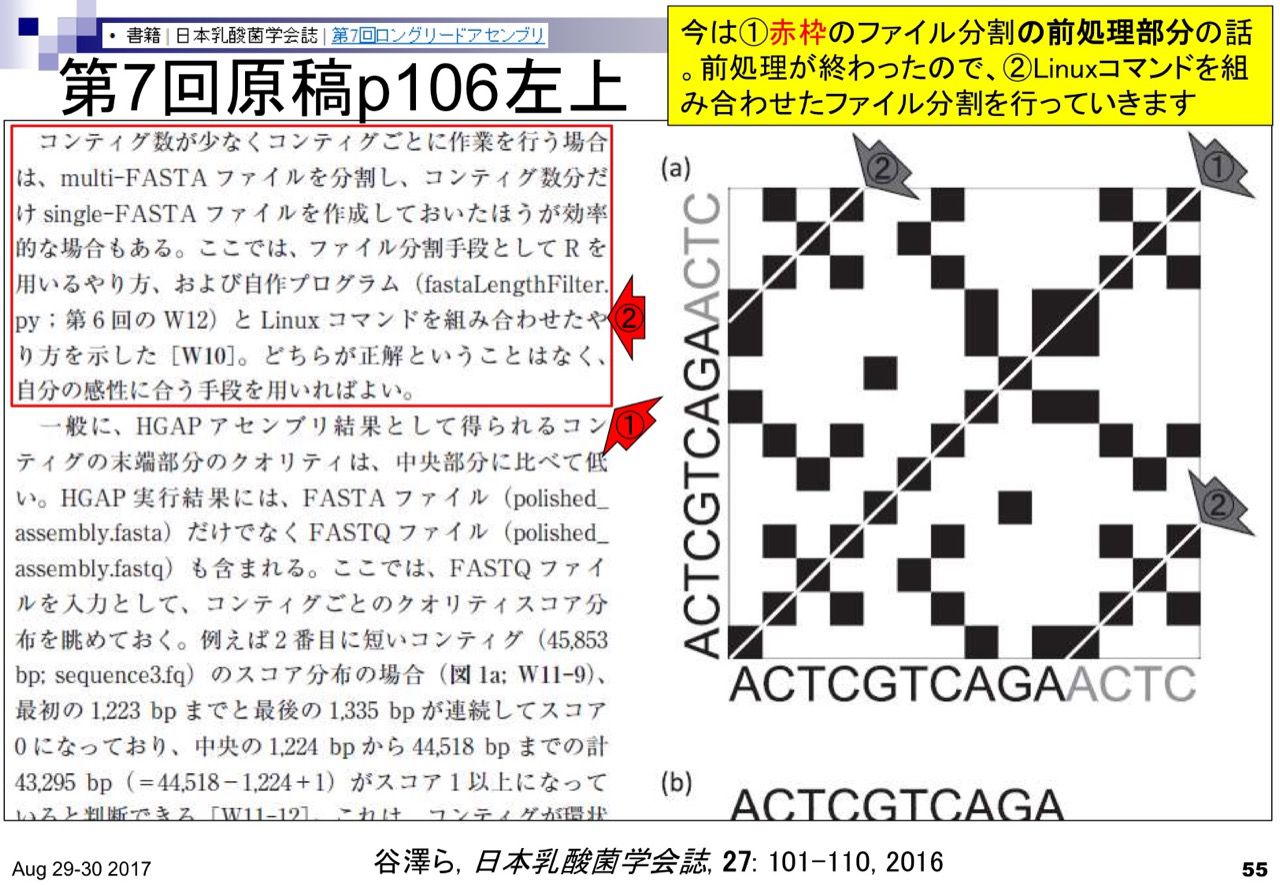 • 書籍 | 日本乳酸菌学会誌 | 第7回ロングリードアセンブリ
第7回原稿p106左上
今は①赤枠のファイル分割の前処理部分の話
。前処理が終わったので、②Linuxコマンドを組
み合わせたファイル分割を行っていきます
コンティグ数が少なくコンティグごとに作業を行う場合
は、multi-FASTA ファイルを分割し、コンティグ数分だ
け single-FASTA ファイルを作成しておいたほうが効率
的な場合もある。ここでは、ファイル分割手段として R を
用いるやり方、および自作プログラム（fastaLengthFilter.
py；第 6 回の W12）と Linux コマンドを組み合わせたや
り方を示した［W10］。どちらが正解ということはなく、
自分の感性に合う手段を用いればよい。
②
①
一般に、HGAP アセンブリ結果として得られるコン
ティグの末端部分のクオリティは、中央部分に比べて低
い。HGAP 実行結果には、FASTA ファイル（polished_
assembly.fasta）だけでなく FASTQ ファイル（polished_
assembly.fastq）も含まれる。ここでは、FASTQ ファイ
ルを入力として、コンティグごとのクオリティスコア分
布を眺めておく。例えば 2 番目に短いコンティグ（45,853
bp; sequence3.fq）のスコア分布の場合（図 1a; W11-9）、
最初の 1,223 bp までと最後の 1,335 bp が連続してスコア
0 になっており、中央の 1,224 bp から 44,518 bp までの計
43,295 bp（＝44,518－1,224＋1）がスコア 1 以上になって
いると判断できる［W11-12］。これは、コンティグが環状
(a)
②
①
②
ACTCGTCAGAACTC
ACTCGTCAGAACTC
(b)
ACTCGTCAGA
Aug 29-30 2017
谷澤ら, 日本乳酸菌学会誌, 27: 101-110, 2016
55